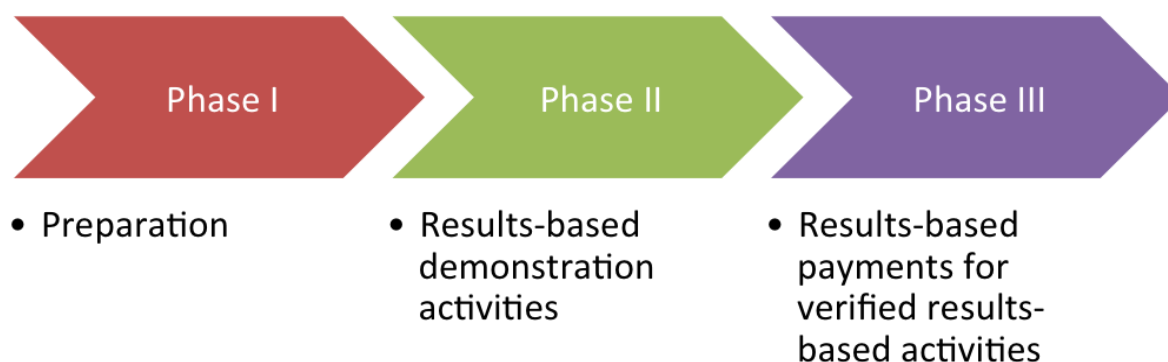 Phase I
Phase II
Phase III
• Preparation
• Results-based
demonstration
activities
• Results-based
payments for
verified results-
based activities